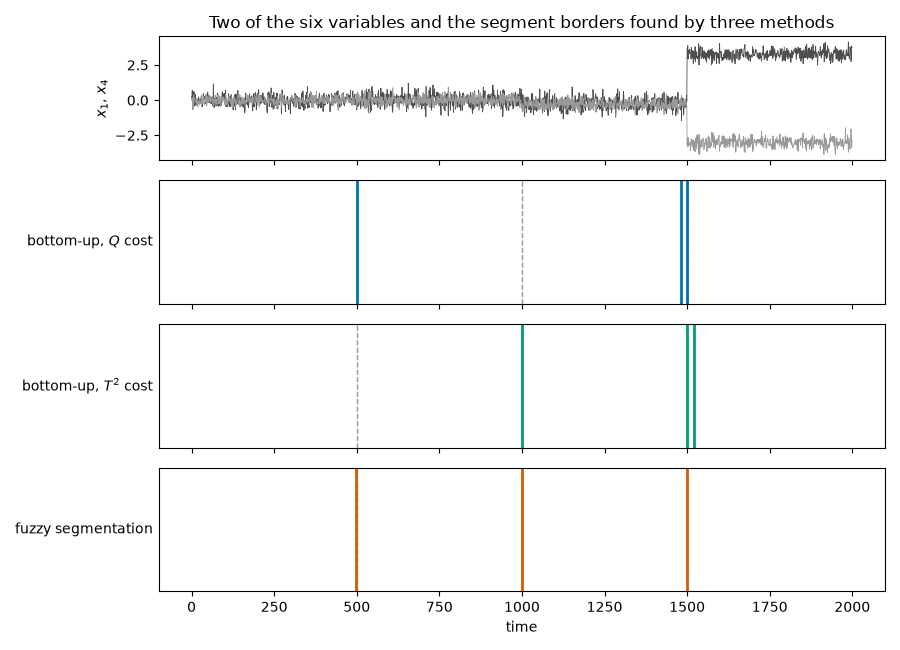 Two of the six variables and the segment borders found by three methods
x₁, x₄
2.5
0.0
−2.5
bottom-up, Q cost
bottom-up, T² cost
fuzzy segmentation
0 250 500 750 1000 1250 1500 1750 2000
time